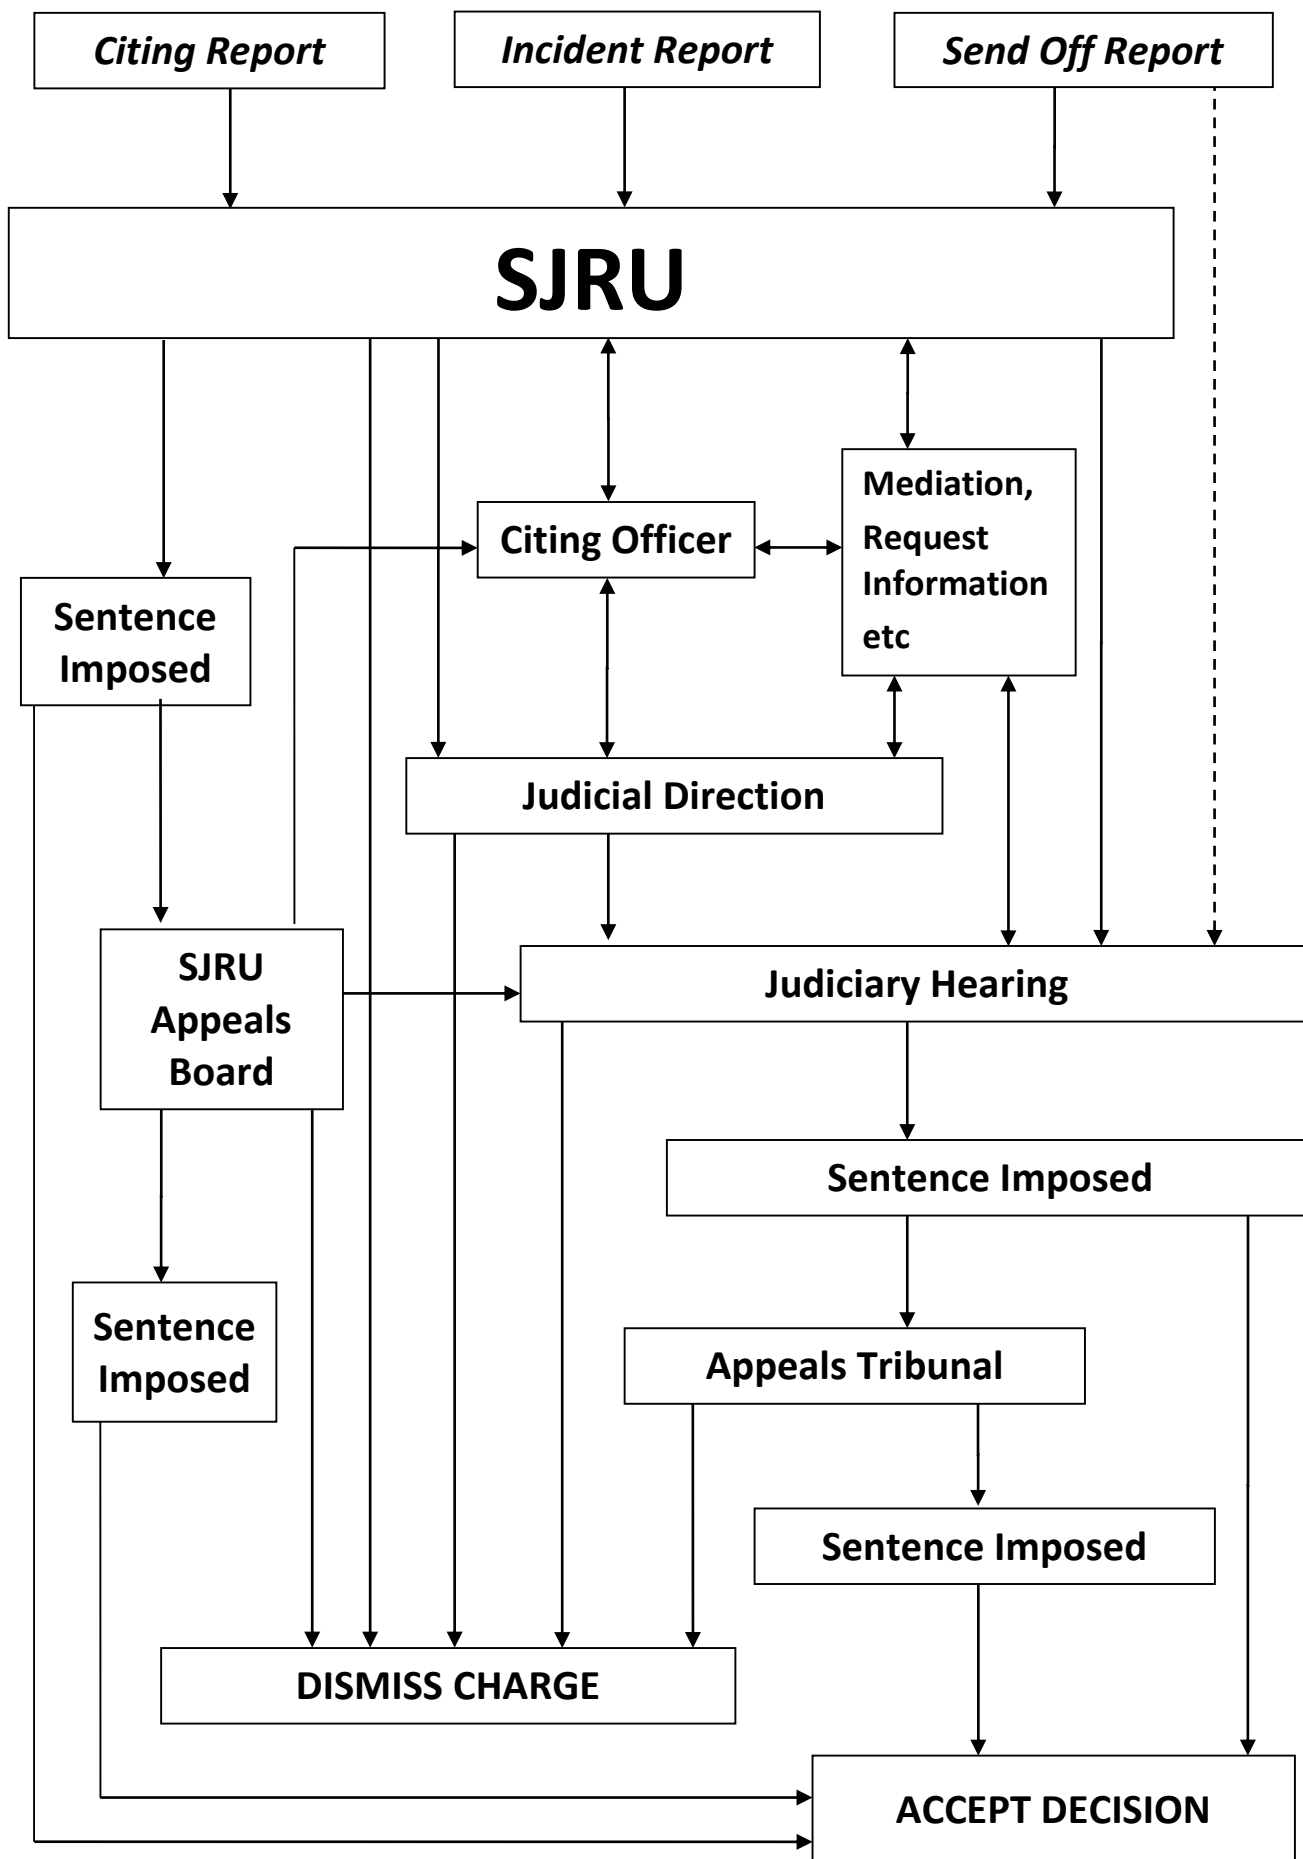 Citing Report
Incident Report
Send Off Report
SJRU
Mediation,
Request
Information
etc
Citing Officer
Sentence
Imposed
Judicial Direction
SJRU
Appeals
Board
Judiciary Hearing
Sentence Imposed
Sentence
Imposed
Appeals Tribunal
Sentence Imposed
DISMISS CHARGE
ACCEPT DECISION